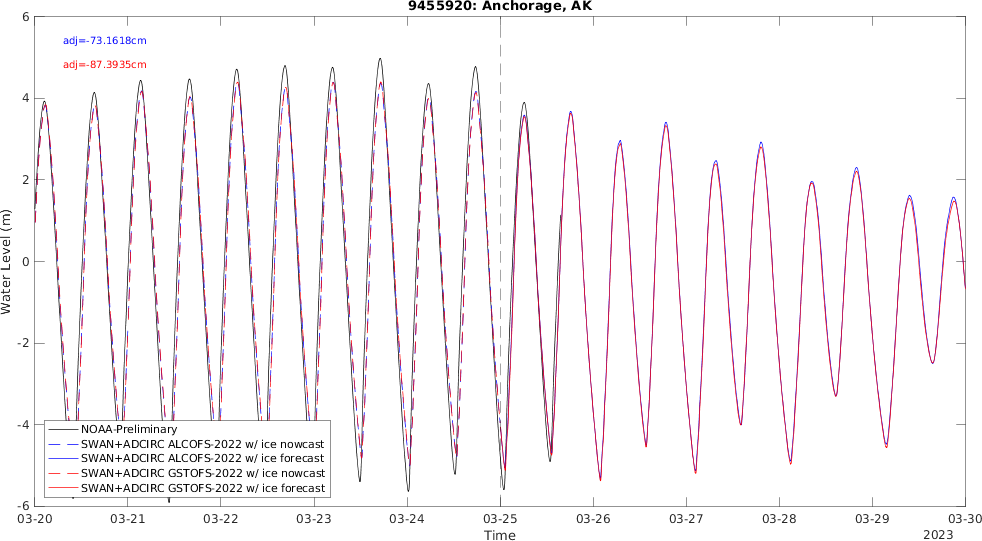 9455920: Anchorage, AK
adj=-73.1618cm
adj=-87.3935cm
6
4
2
0
-2
-4
-6
Water Level (m)
NOAA-Preliminary
SWAN+ADCIRC ALCOFS-2022 w/ ice nowcast
SWAN+ADCIRC ALCOFS-2022 w/ ice forecast
SWAN+ADCIRC GSTOFS-2022 w/ ice nowcast
SWAN+ADCIRC GSTOFS-2022 w/ ice forecast
03-20 03-21 03-22 03-23 03-24 03-25 03-26 03-27 03-28 03-29 03-30
Time
2023